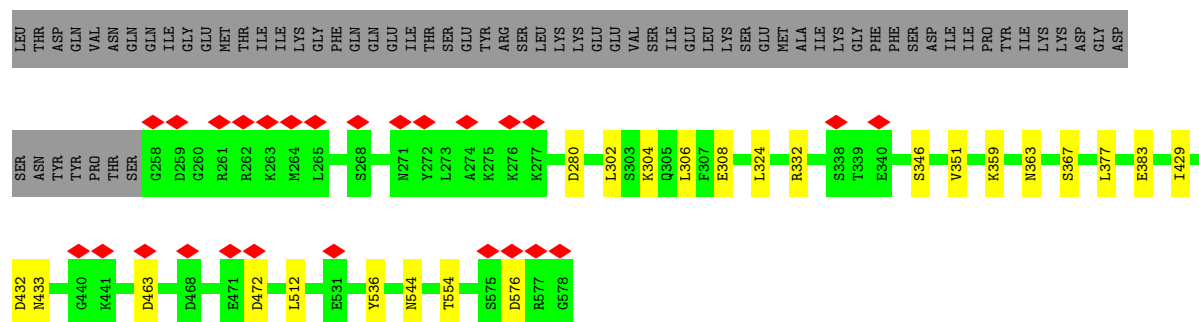 LEU THR ASP GLN VAL ASN GLN GLN ILE GLY GLU MET THR ILE ILE LYS GLY PHE GLN GLN GLU ILE THR SER GLU TYR ARG SER LEU LYS LYS GLU GLU VAL SER ILE GLU LEU LYS SER GLU MET ALA ILE LYS GLY PHE PHE SER ASP ILE ILE PRO TYR ILE LYS LYS ASP GLY ASP
SER ASN TYR TYR PRO THR SER G258 D259 G260 R261 R262 K263 M264 L265 S268 N271 Y272 L273 A274 K275 K276 K277 D280 L302 S303 K304 Q305 L306 F307 E308 L324 R332 S338 T339 E340 S346 V351 K359 N363 S367 L377 E383 I429
D432 N433 G440 K441 D463 D468 E471 D472 L512 E531 Y536 N544 T554 S575 D576 R577 G578